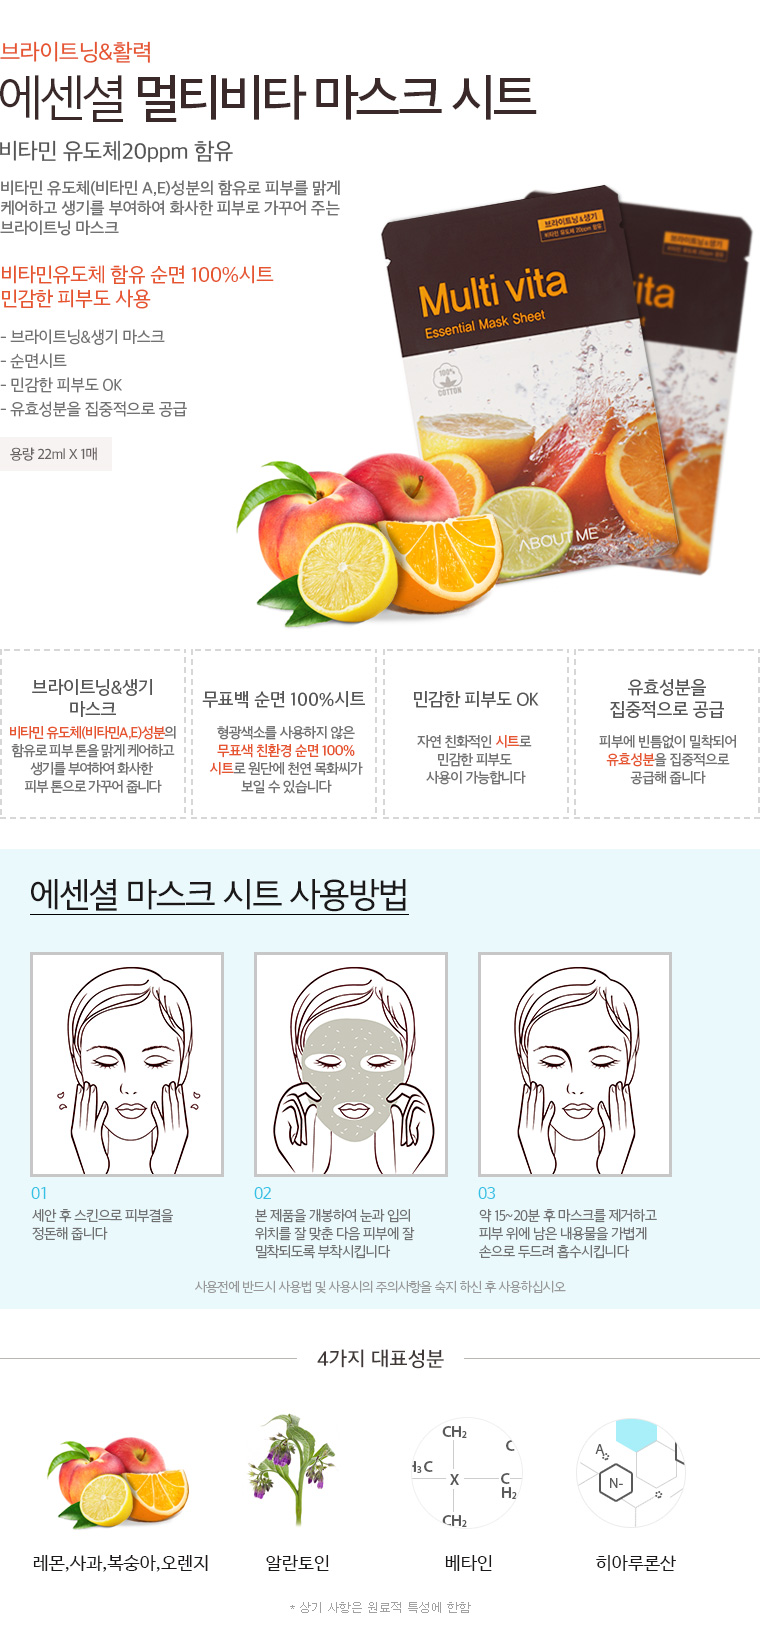 브라이트닝&활력
에센셜 멀티비타 마스크 시트
비타민 유도체20ppm 함유
비타민 유도체(비타민 A,E)성분의 함유로 피부를 맑게
케어하고 생기를 부여하여 화사한 피부로 가꾸어 주는
브라이트닝 마스크
비타민유도체 함유 순면 100%시트
민감한 피부도 사용
- 브라이트닝&생기 마스크
- 순면시트
- 민감한 피부도 OK
- 유효성분을 집중적으로 공급
용량 22ml X 1매
브라이트닝&생기
비타민 유도체 20ppm 함유
Multi vita
Essential Mask Sheet
100%
COTTON
ABOUT ME
브라이트닝&생기
비타민 유도체 20ppm 함유
ita
브라이트닝&생기
마스크
비타민 유도체(비타민A,E)성분의
함유로 피부 톤을 맑게 케어하고
생기를 부여하여 화사한
피부 톤으로 가꾸어 줍니다
무표백 순면 100%시트
형광색소를 사용하지 않은
무표색 친환경 순면 100%
시트로 원단에 천연 목화씨가
보일 수 있습니다
민감한 피부도 OK
자연 친화적인 시트로
민감한 피부도
사용이 가능합니다
유효성분을
집중적으로 공급
피부에 빈틈없이 밀착되어
유효성분을 집중적으로
공급해 줍니다
에센셜 마스크 시트 사용방법
01
세안 후 스킨으로 피부결을
정돈해 줍니다
02
본 제품을 개봉하여 눈과 입의
위치를 잘 맞춘 다음 피부에 잘
밀착되도록 부착시킵니다
03
약 15~20분 후 마스크를 제거하고
피부 위에 남은 내용물을 가볍게
손으로 두드려 흡수시킵니다
사용전에 반드시 사용법 및 사용시의 주의사항을 숙지 하신 후 사용하십시오
4가지 대표성분
CH2
C
H3 C
X
C
H2
CH2
A
N-
레몬,사과,복숭아,오렌지
알란토인
베타인
히아루론산
* 상기 사항은 원료적 특성에 한함